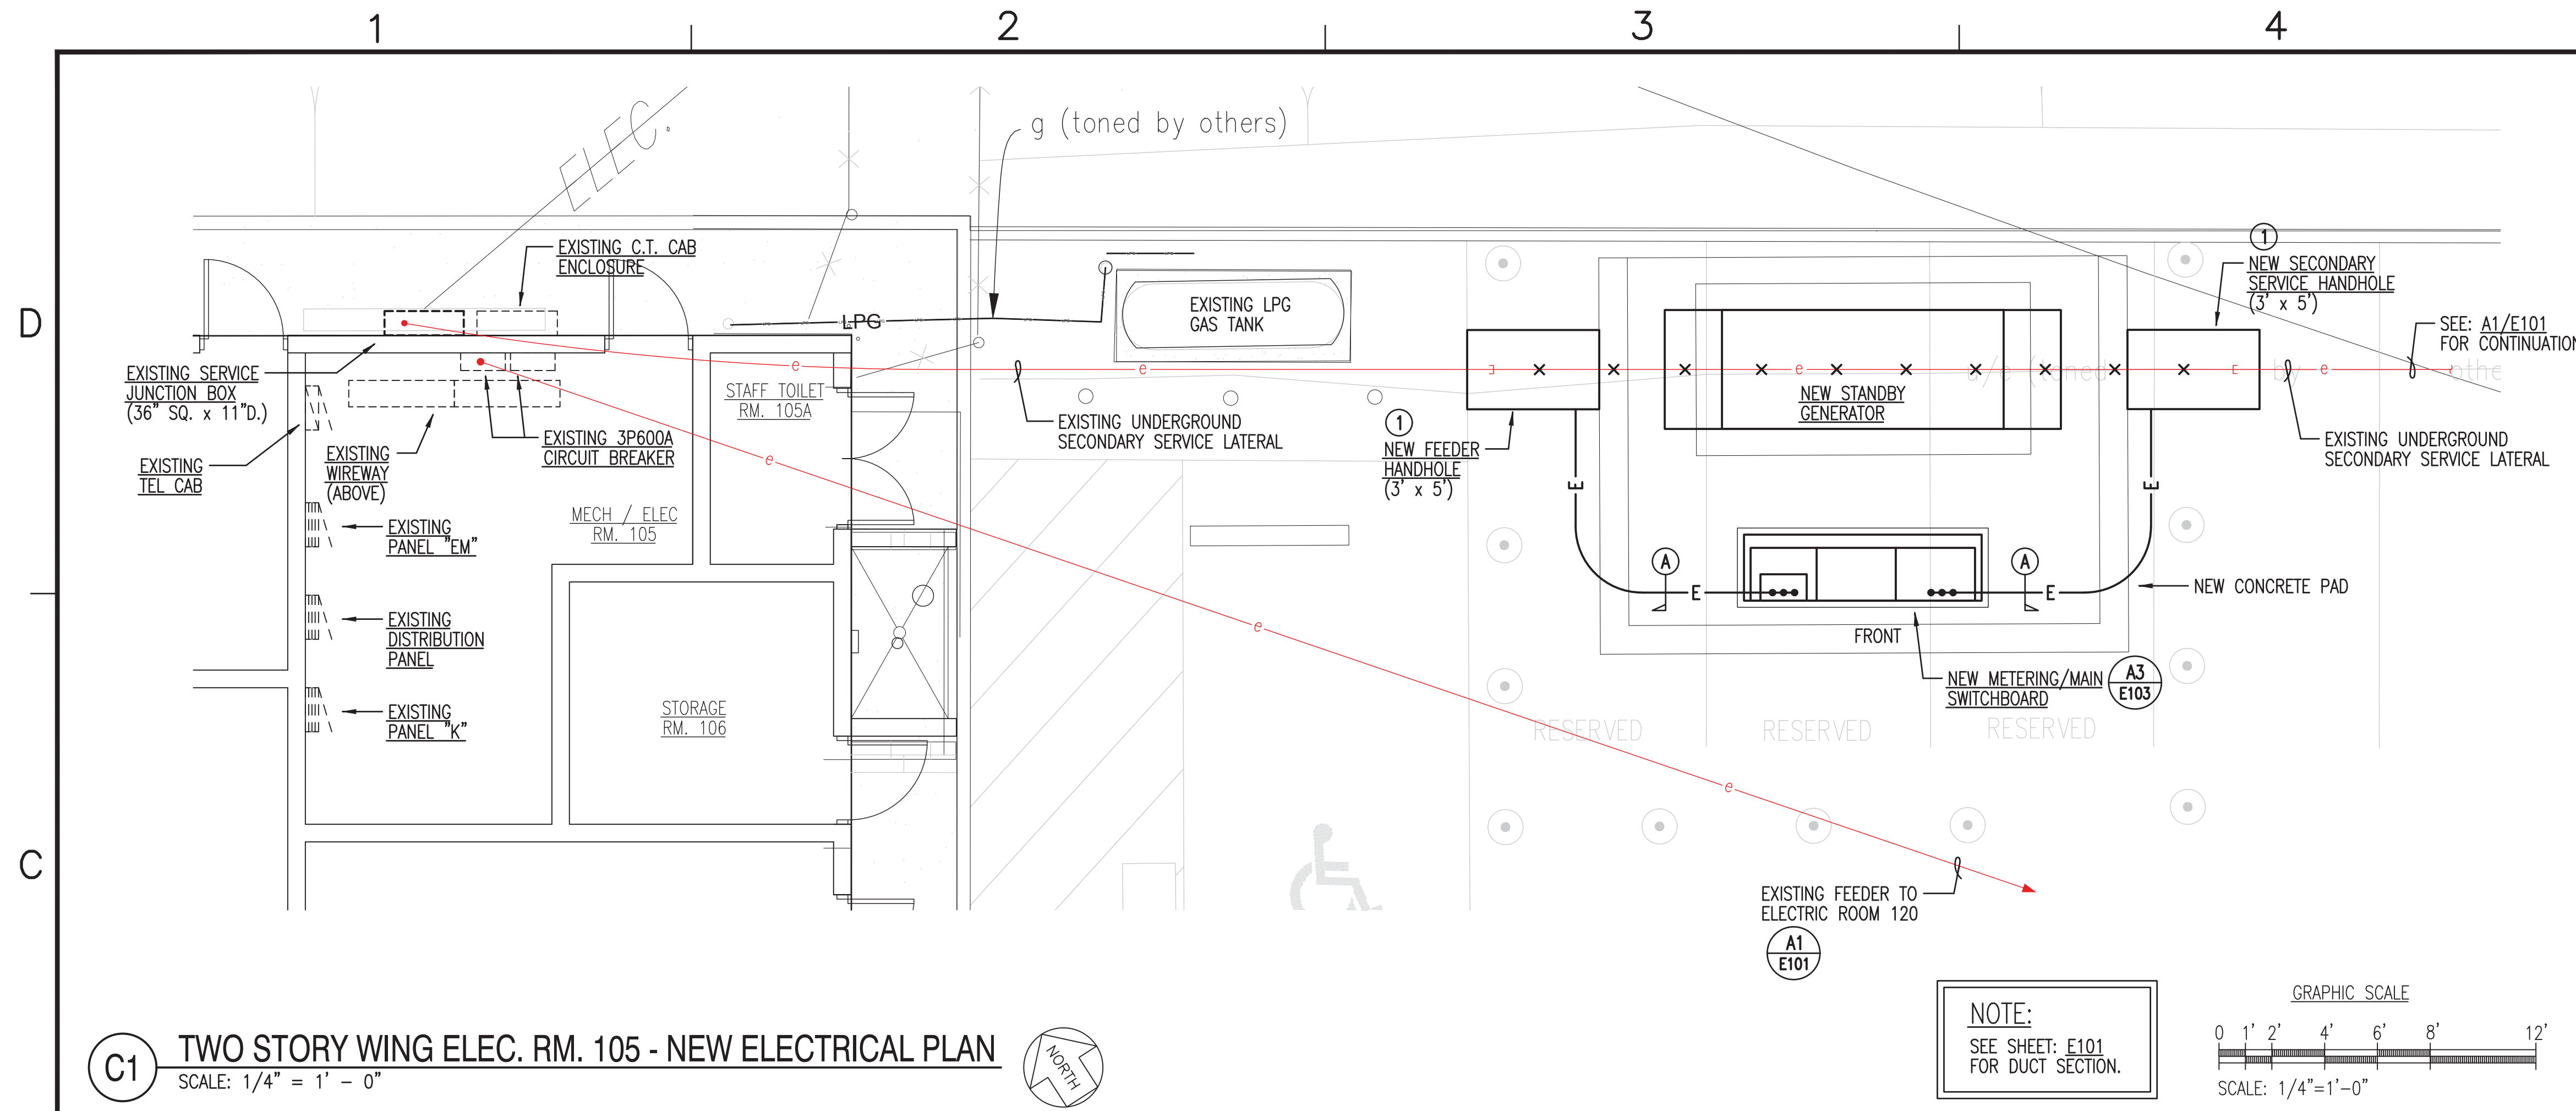 1
2
3
4
D
C
ELEC.
g (toned by others)
EXISTING C.T. CAB
ENCLOSURE
LPG
EXISTING LPG
GAS TANK
1
NEW SECONDARY
SERVICE HANDHOLE
(3' x 5')
SEE: A1/E101
FOR CONTINUATION
EXISTING SERVICE
JUNCTION BOX
(36" SQ. x 11"D.)
STAFF TOILET
RM. 105A
e
e
e
e
a/e (toned by othe
NEW STANDBY
GENERATOR
EXISTING UNDERGROUND
SECONDARY SERVICE LATERAL
1
NEW FEEDER
HANDHOLE
(3' x 5')
EXISTING UNDERGROUND
SECONDARY SERVICE LATERAL
EXISTING
TEL CAB
EXISTING
WIREWAY
(ABOVE)
EXISTING 3P600A
CIRCUIT BREAKER
e
E
E
MECH / ELEC
RM. 105
EXISTING
PANEL "EM"
A
A
E
E
NEW CONCRETE PAD
EXISTING
DISTRIBUTION
PANEL
e
FRONT
NEW METERING/MAIN
SWITCHBOARD
A3
E103
EXISTING
PANEL "K"
STORAGE
RM. 106
RESERVED
RESERVED
RESERVED
e
EXISTING FEEDER TO
ELECTRIC ROOM 120
A1
E101
C1
TWO STORY WING ELEC. RM. 105 - NEW ELECTRICAL PLAN
SCALE: 1/4" = 1' - 0"
NORTH
NOTE:
SEE SHEET: E101
FOR DUCT SECTION.
GRAPHIC SCALE
0 1' 2' 4' 6' 8' 12'
SCALE: 1/4"=1'-0"